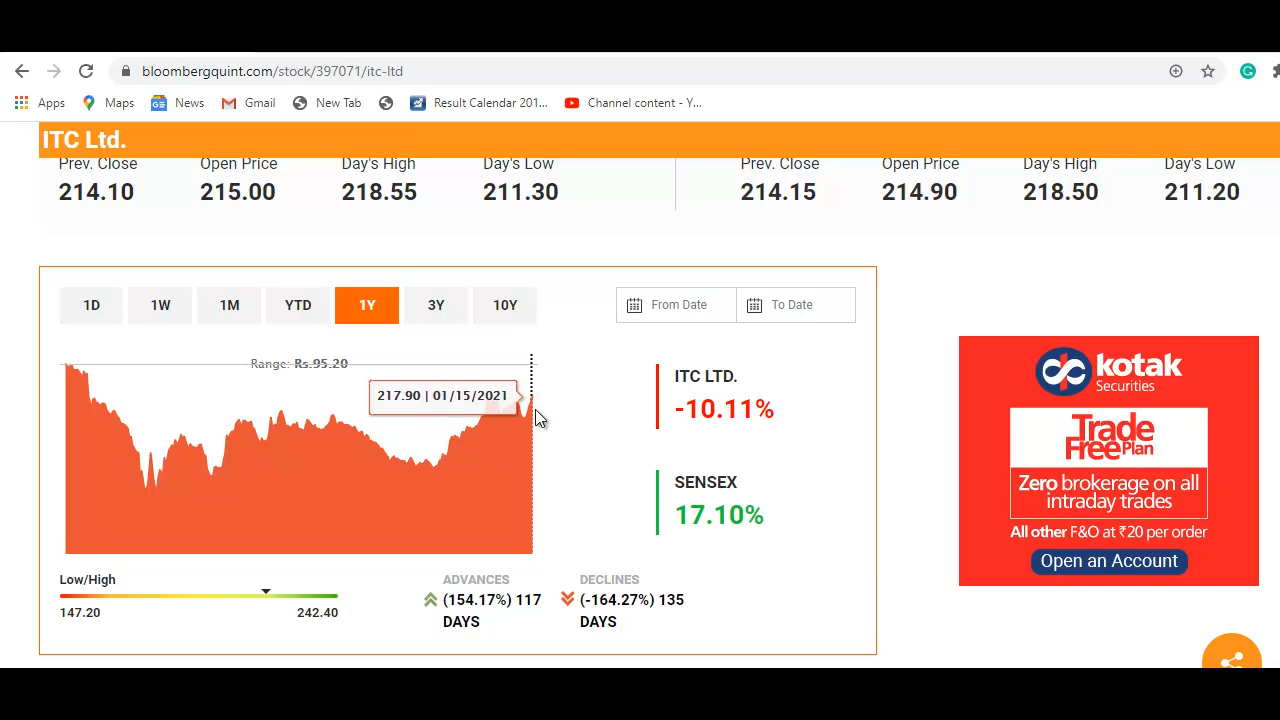 bloombergquint.com/stock/397071/itc-ltd
Apps Maps News Gmail New Tab Result Calendar 201... Channel content - Y...
ITC Ltd.
Prev. Close Open Price Day's High Day's Low Prev. Close Open Price Day's High Day's Low
214.10 215.00 218.55 211.30 214.15 214.90 218.50 211.20
1D 1W 1M YTD 1Y 3Y 10Y From Date To Date
Range: Rs.95.20
217.90 | 01/15/2021
ITC LTD.
-10.11%
SENSEX
17.10%
Low/High
147.20 242.40
ADVANCES
(154.17%) 117
DAYS
DECLINES
(-164.27%) 135
DAYS
kotak
Securities
Trade
Free Plan
Zero brokerage on all
intraday trades
All other F&O at ₹20 per order
Open an Account